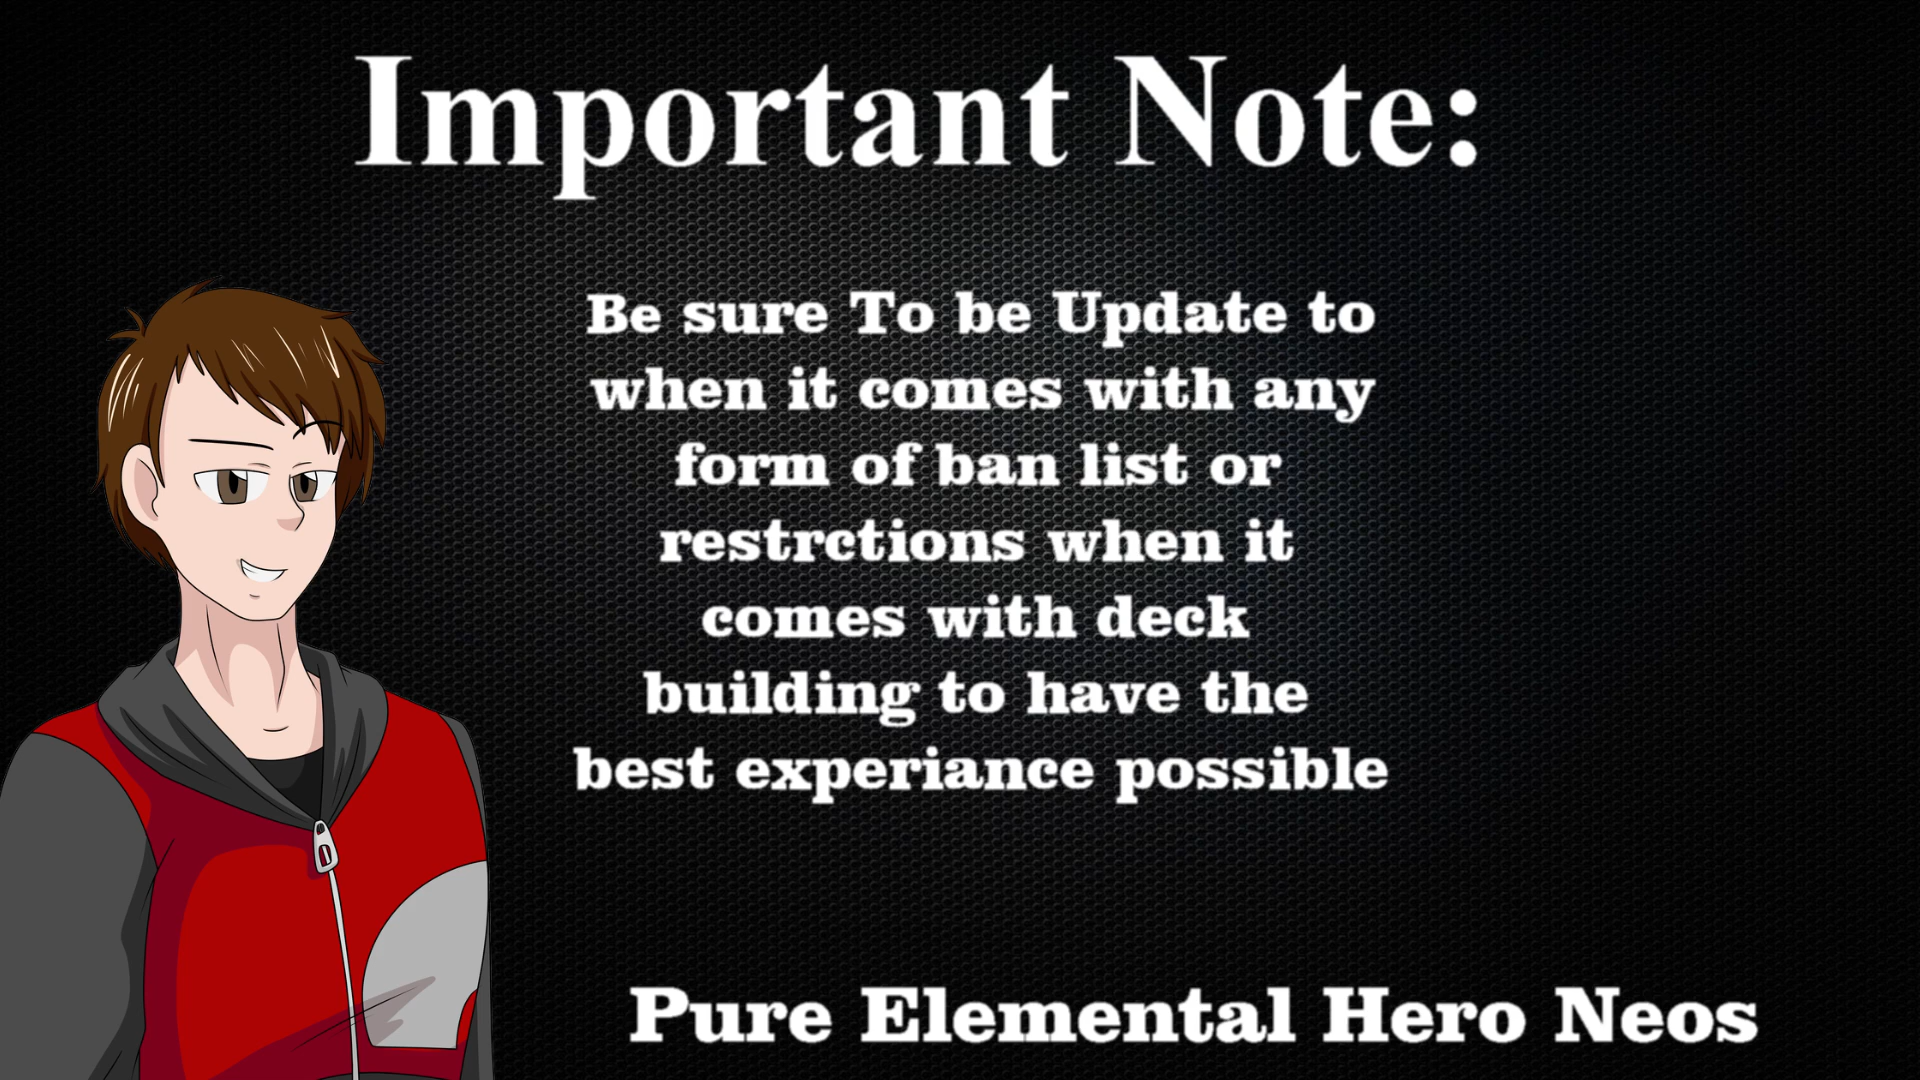 Important Note:
Be sure To be Update to
when it comes with any
form of ban list or
restrctions when it
comes with deck
building to have the
best experiance possible
Pure Elemental Hero Neos